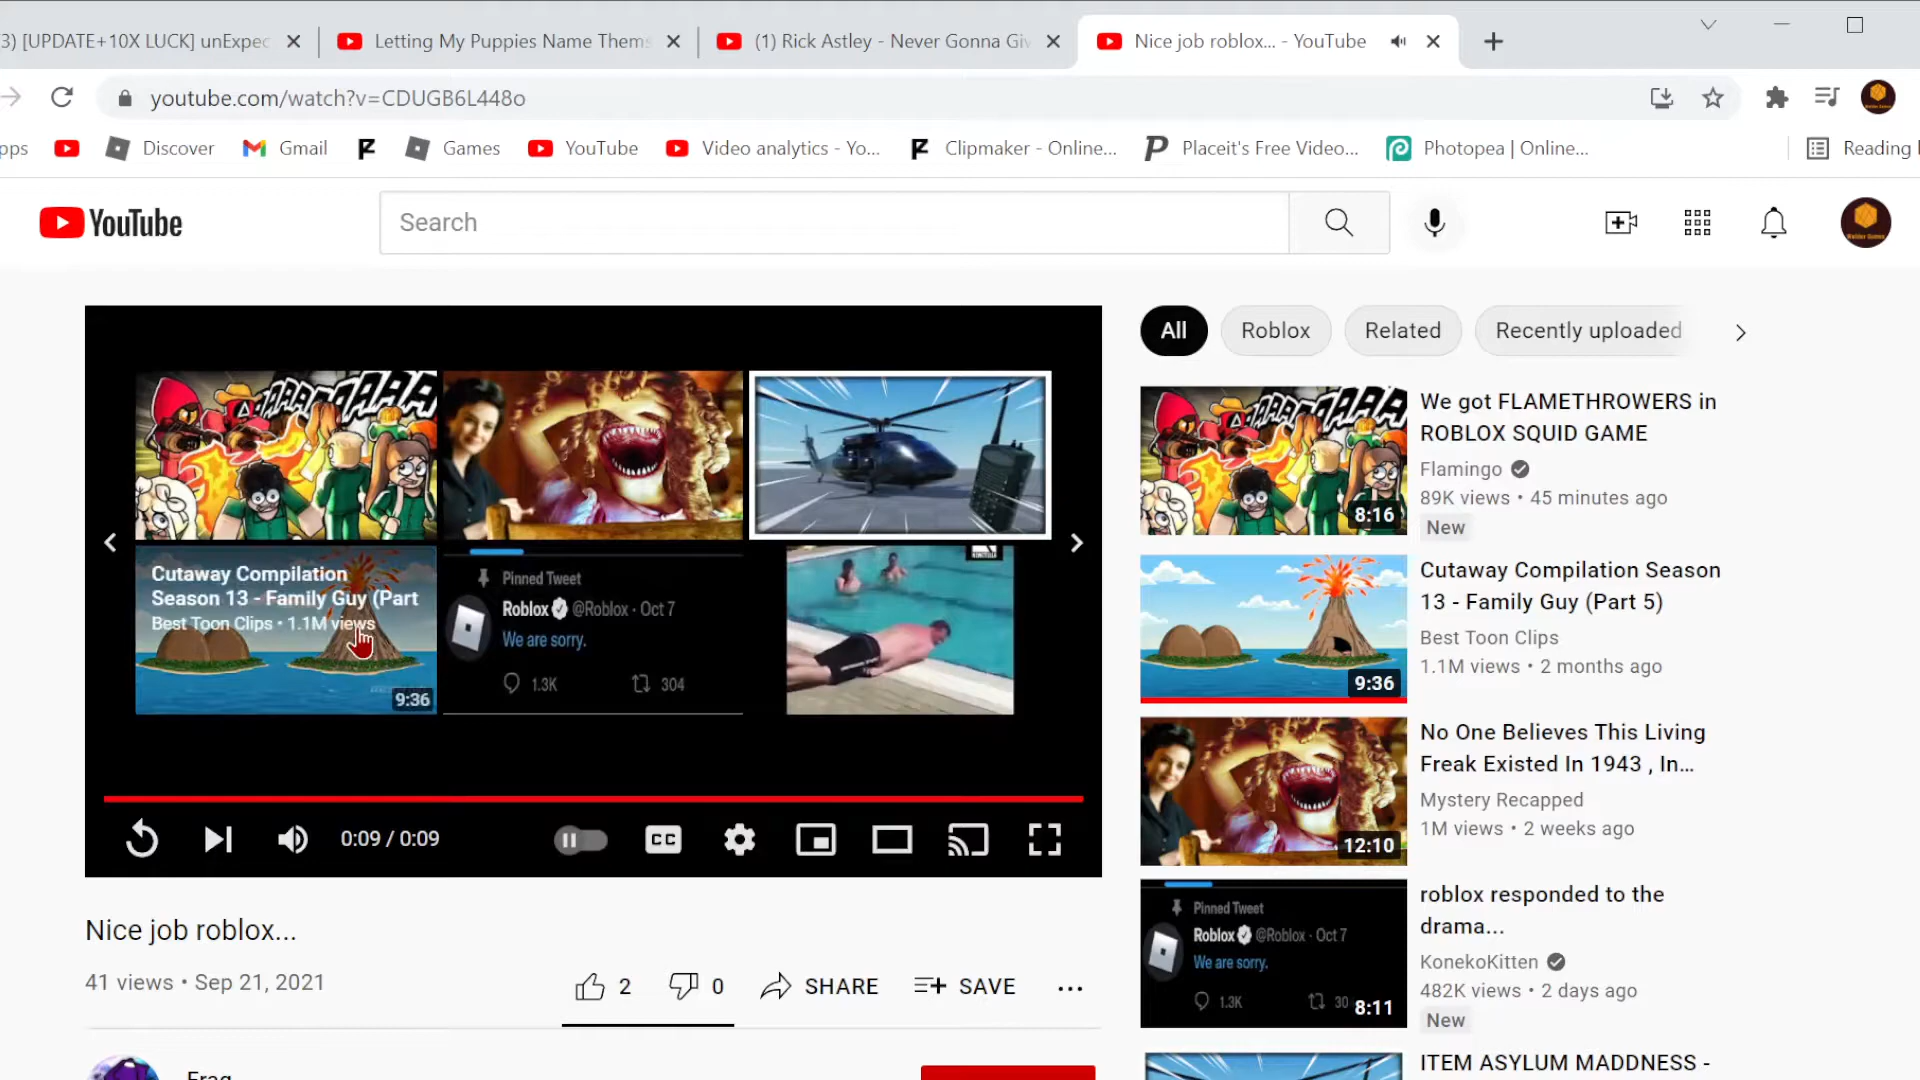 3) [UPDATE+10X LUCK] unExpec
Letting My Puppies Name Thems
(1) Rick Astley - Never Gonna Giv
Nice job roblox... - YouTube
youtube.com/watch?v=CDUGB6L448o
pps
Discover
Gmail
Games
YouTube
Video analytics - Yo...
Clipmaker - Online...
Placeit's Free Video...
Photopea | Online...
Reading l
YouTube
Search
All
Roblox
Related
Recently uploaded
Cutaway Compilation
Season 13 - Family Guy (Part
Best Toon Clips • 1.1M views
9:36
Pinned Tweet
Roblox @Roblox · Oct 7
We are sorry.
1.3K 304
0:09 / 0:09
CC
Nice job roblox...
41 views • Sep 21, 2021
2
0
SHARE
SAVE
Frag
We got FLAMETHROWERS in
ROBLOX SQUID GAME
Flamingo
89K views • 45 minutes ago
New
8:16
Cutaway Compilation Season
13 - Family Guy (Part 5)
Best Toon Clips
1.1M views • 2 months ago
9:36
No One Believes This Living
Freak Existed In 1943 , In...
Mystery Recapped
1M views • 2 weeks ago
12:10
Pinned Tweet
Roblox @Roblox · Oct 7
We are sorry.
1.3K 30
8:11
roblox responded to the
drama...
KonekoKitten
482K views • 2 days ago
New
ITEM ASYLUM MADDNESS -